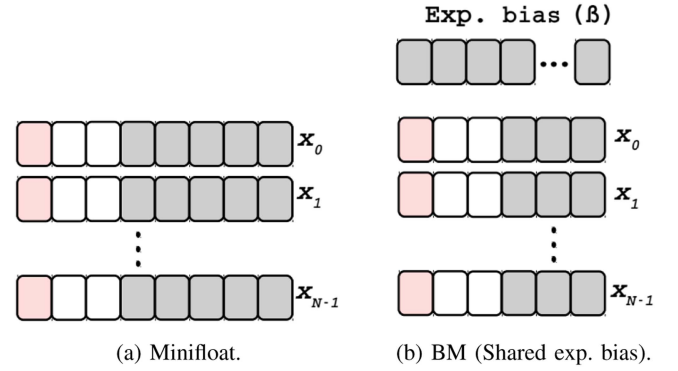 Exp. bias (ß)
...
x0
x1
xN-1
x0
x1
xN-1
(a) Minifloat.
(b) BM (Shared exp. bias).